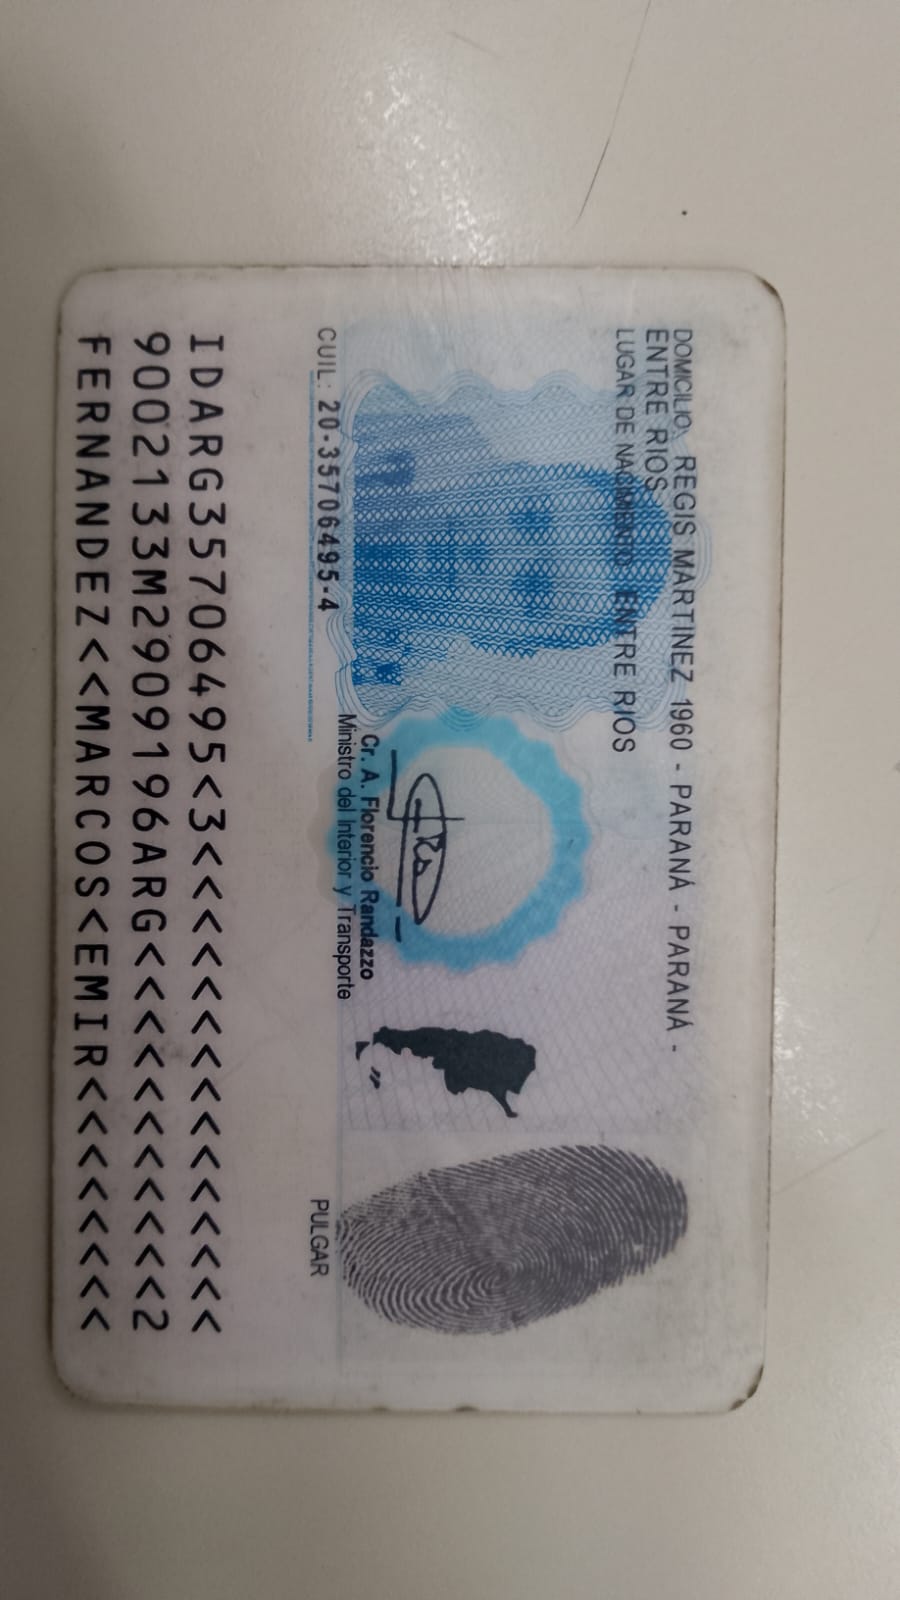 DOMICILIO: REGIS MARTINEZ 1960 - PARANÁ - PARANÁ -
ENTRE RIOS
LUGAR DE NACIMIENTO: ENTRE RIOS
Cr. A. Florencio Randazzo
Ministro del Interior y Transporte
CUIL: 20-35706495-4
PULGAR
IDARG35706495<3<<<<<<<<<<<<<<<
9002133M2909196ARG<<<<<<<<<<<2
FERNANDEZ<<MARCOS<EMIR<<<<<<<<